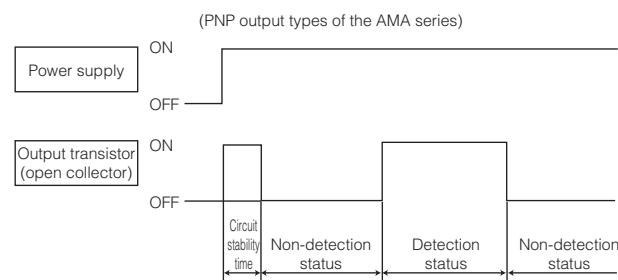 (PNP output types of the AMA series)
ON
Power supply
OFF
ON
Output transistor
(open collector)
OFF
Circuit
stability
time
Non-detection
status
Detection
status
Non-detection
status